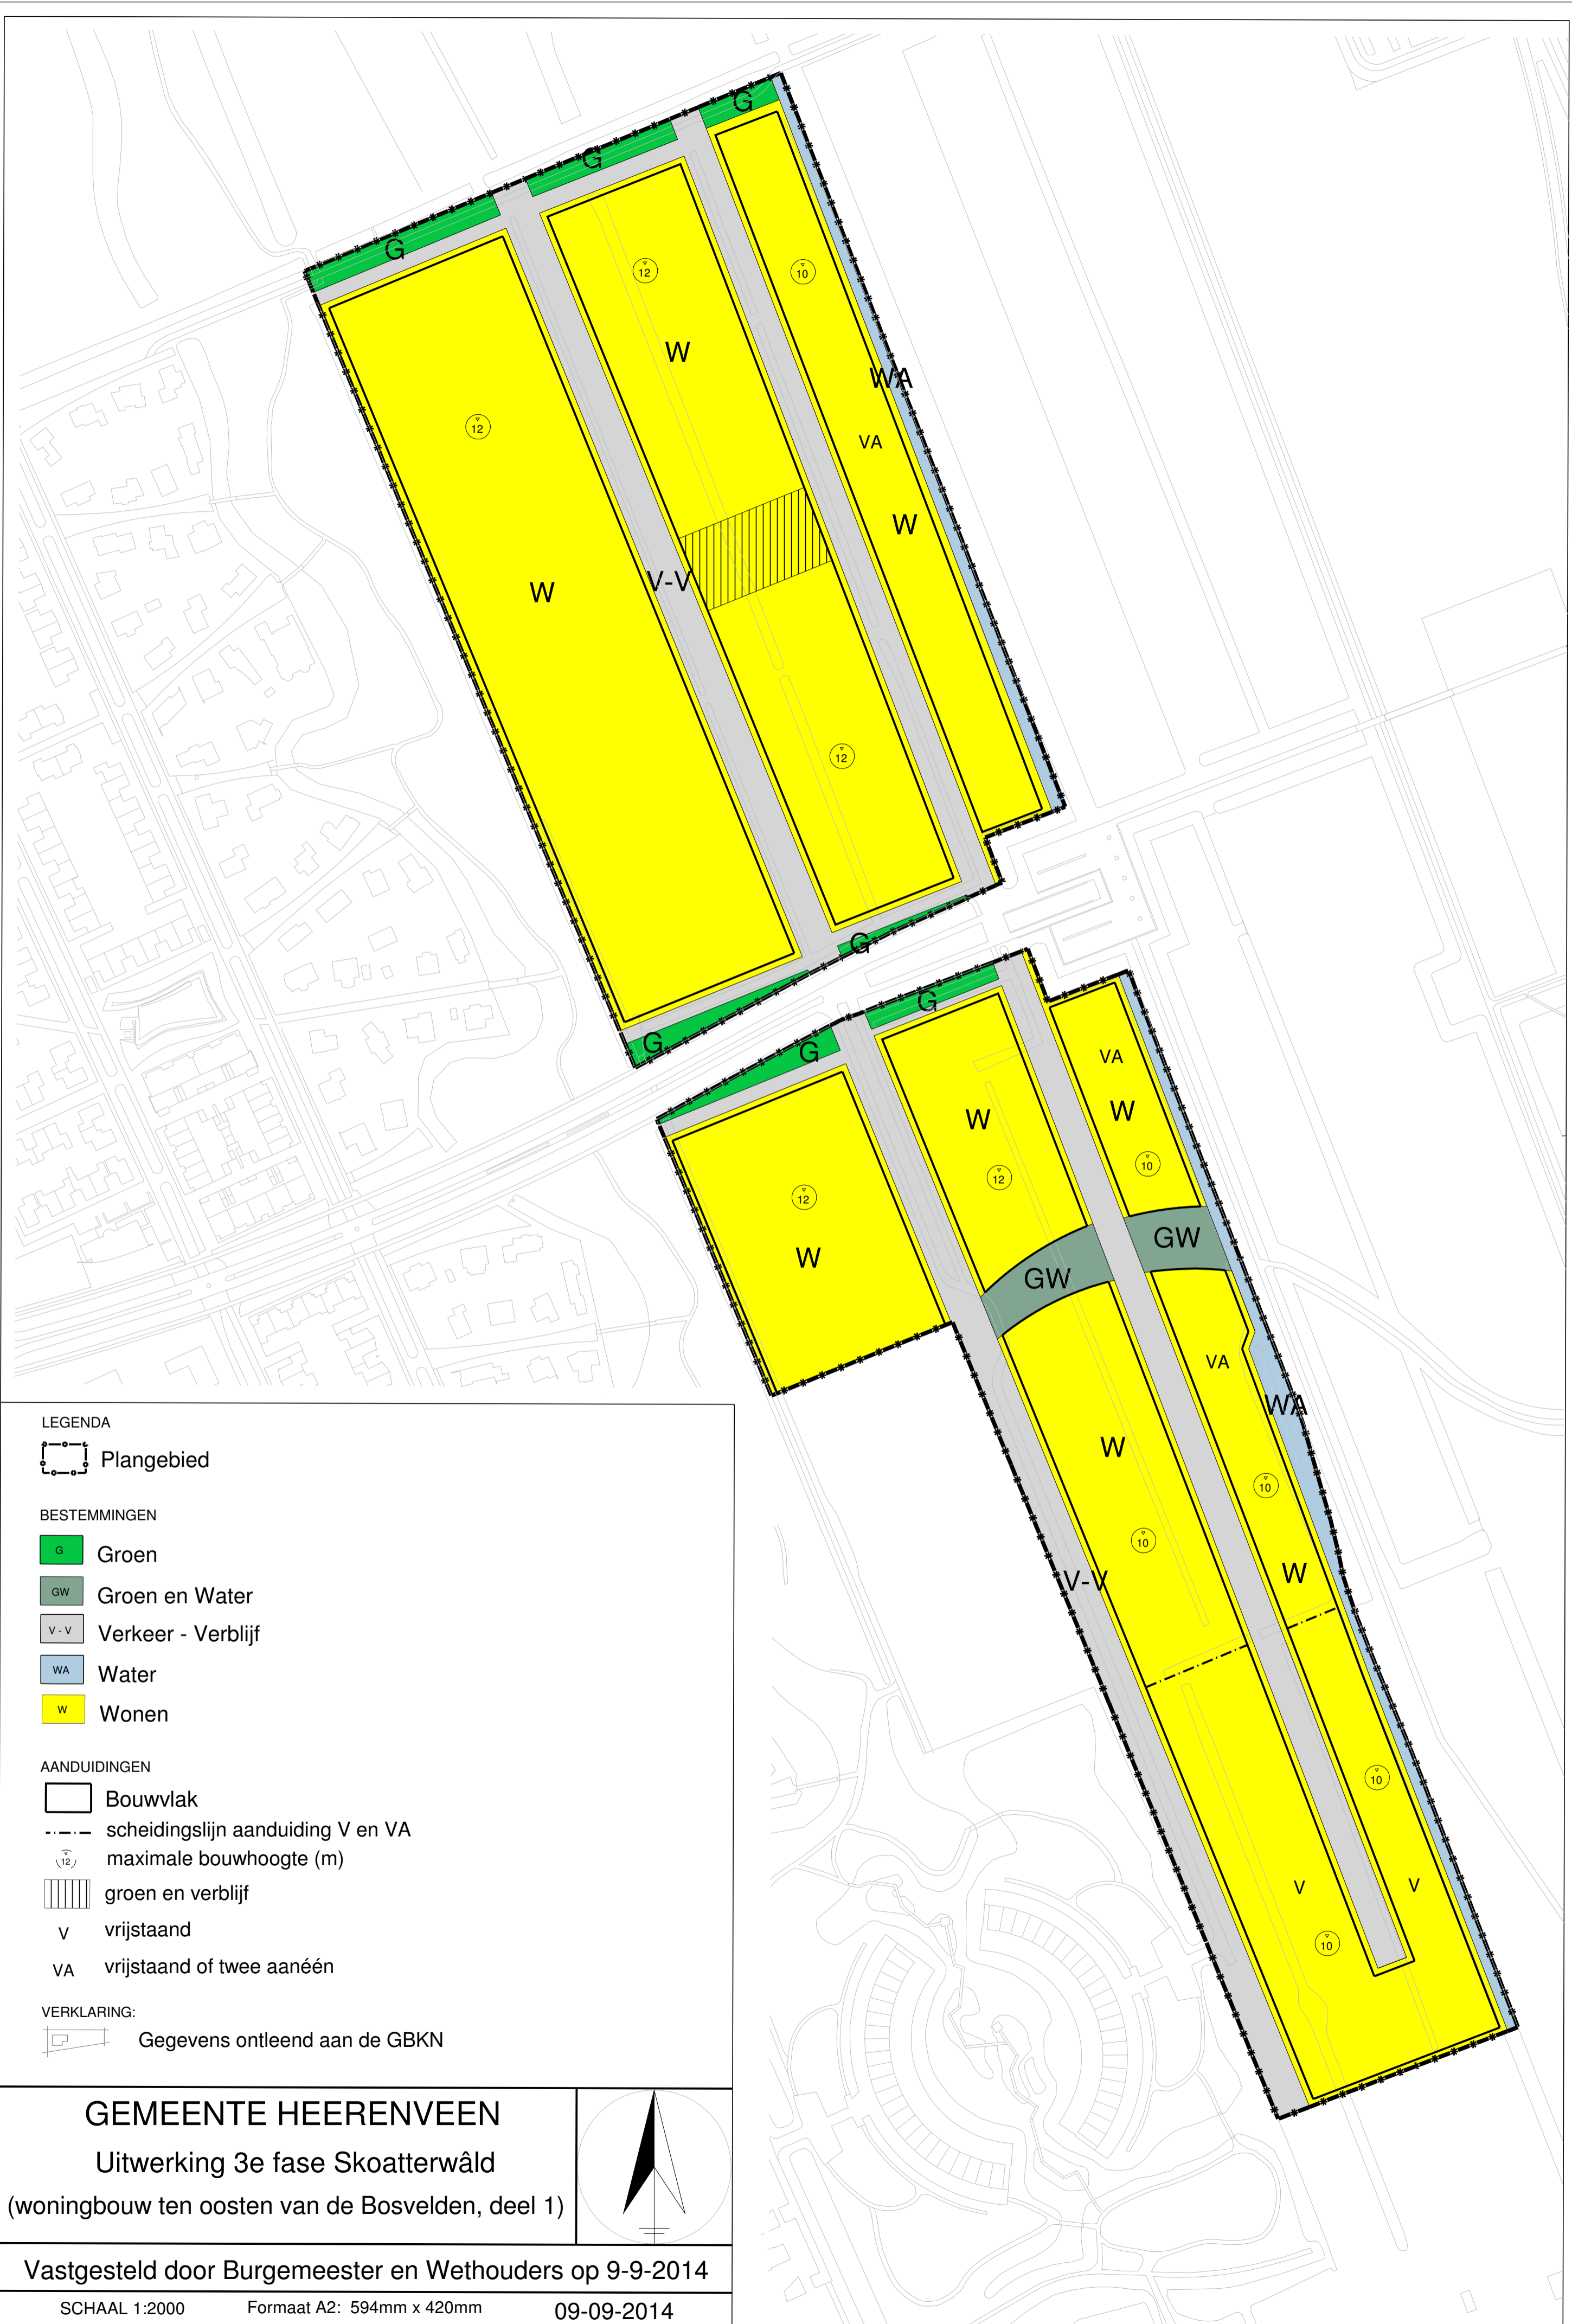 G
G
G
12
10
12
W
WA
12
VA
W
W
V-V
12
G
G
G
G
VA
W
W
10
12
12
GW
W
GW
VA
WA
W
10
10
W
V-V
10
V
V
10
LEGENDA
Plangebied
BESTEMMINGEN
G Groen
GW Groen en Water
V - V Verkeer - Verblijf
WA Water
W Wonen
AANDUIDINGEN
Bouwvlak
scheidingslijn aanduiding V en VA
12 maximale bouwhoogte (m)
groen en verblijf
V vrijstaand
VA vrijstaand of twee aanéén
VERKLARING:
Gegevens ontleend aan de GBKN
GEMEENTE HEERENVEEN
Uitwerking 3e fase Skoatterwâld
(woningbouw ten oosten van de Bosvelden, deel 1)
Vastgesteld door Burgemeester en Wethouders op 9-9-2014
SCHAAL 1:2000 Formaat A2: 594mm x 420mm 09-09-2014